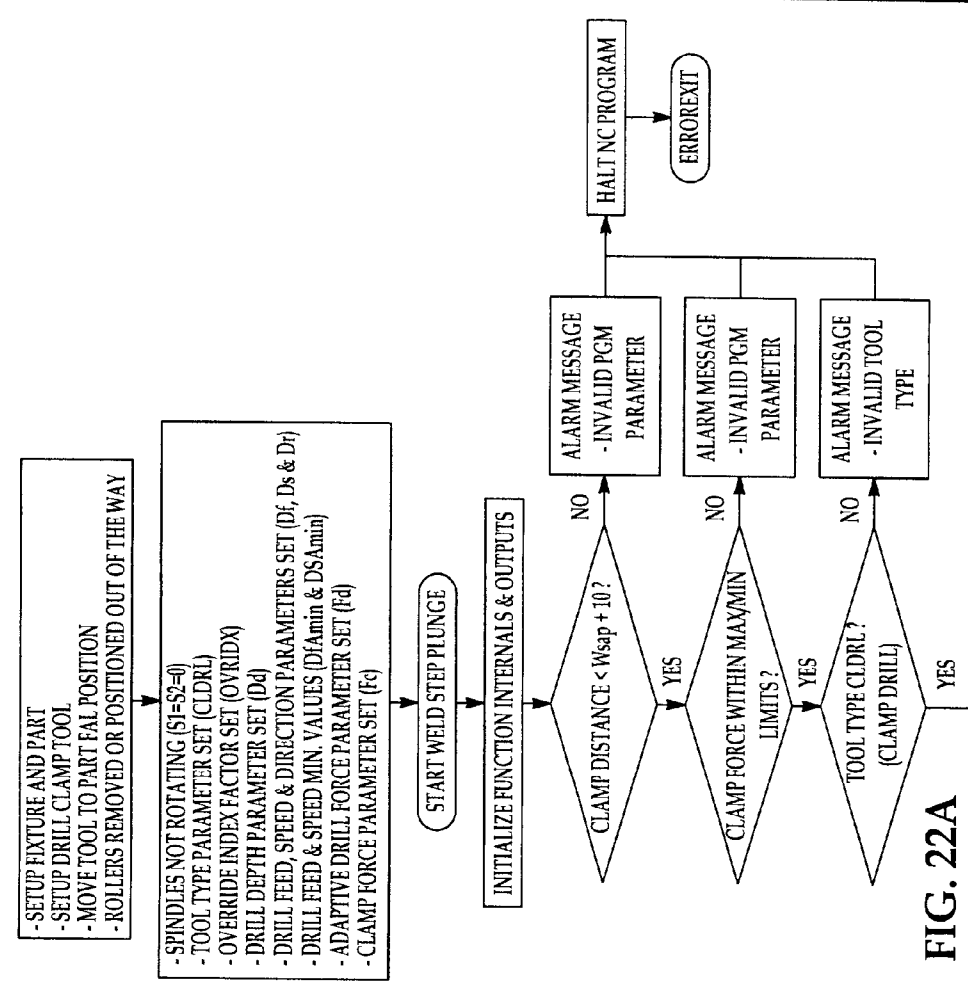 - SETUP FIXTURE AND PART
- SETUP DRILL CLAMP TOOL
- MOVE TOOL TO PART FAL POSITION
- ROLLERS REMOVED OR POSITIONED OUT OF THE WAY
- SPINDLES NOT ROTATING (S1=S2=0)
- TOOL TYPE PARAMETER SET (CLDRL)
- OVERRIDE INDEX FACTOR SET (OVRIDX)
- DRILL DEPTH PARAMETER SET (Dd)
- DRILL FEED, SPEED & DIRECTION PARAMETERS SET (Df, Ds & Dr)
- DRILL FEED & SPEED MIN. VALUES (DfAmin & DSAmin)
- ADAPTIVE DRILL FORCE PARAMETER SET (Fd)
- CLAMP FORCE PARAMETER SET (Fc)
START WELD STEP PLUNGE
INITIALIZE FUNCTION INTERNALS & OUTPUTS
CLAMP DISTANCE < Wsap + 10 ?
NO
ALARM MESSAGE
- INVALID PGM
PARAMETER
HALT NC PROGRAM
ERROREXIT
YES
CLAMP FORCE WITHIN MAX/MIN
LIMITS ?
NO
ALARM MESSAGE
- INVALID PGM
PARAMETER
YES
TOOL TYPE CLDRL ?
(CLAMP DRILL)
NO
ALARM MESSAGE
- INVALID TOOL
TYPE
YES
FIG. 22A